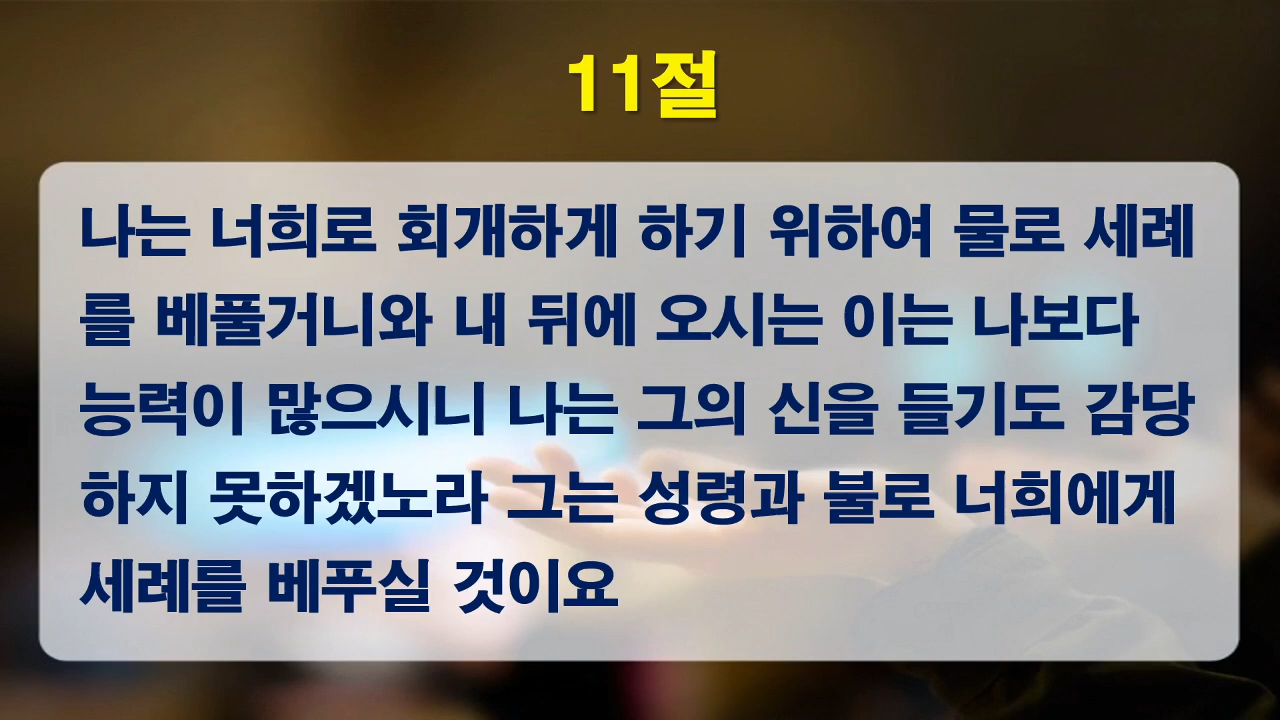 11절
나는 너희로 회개하게 하기 위하여 물로 세례
를 베풀거니와 내 뒤에 오시는 이는 나보다
능력이 많으시니 나는 그의 신을 들기도 감당
하지 못하겠노라 그는 성령과 불로 너희에게
세례를 베푸실 것이요